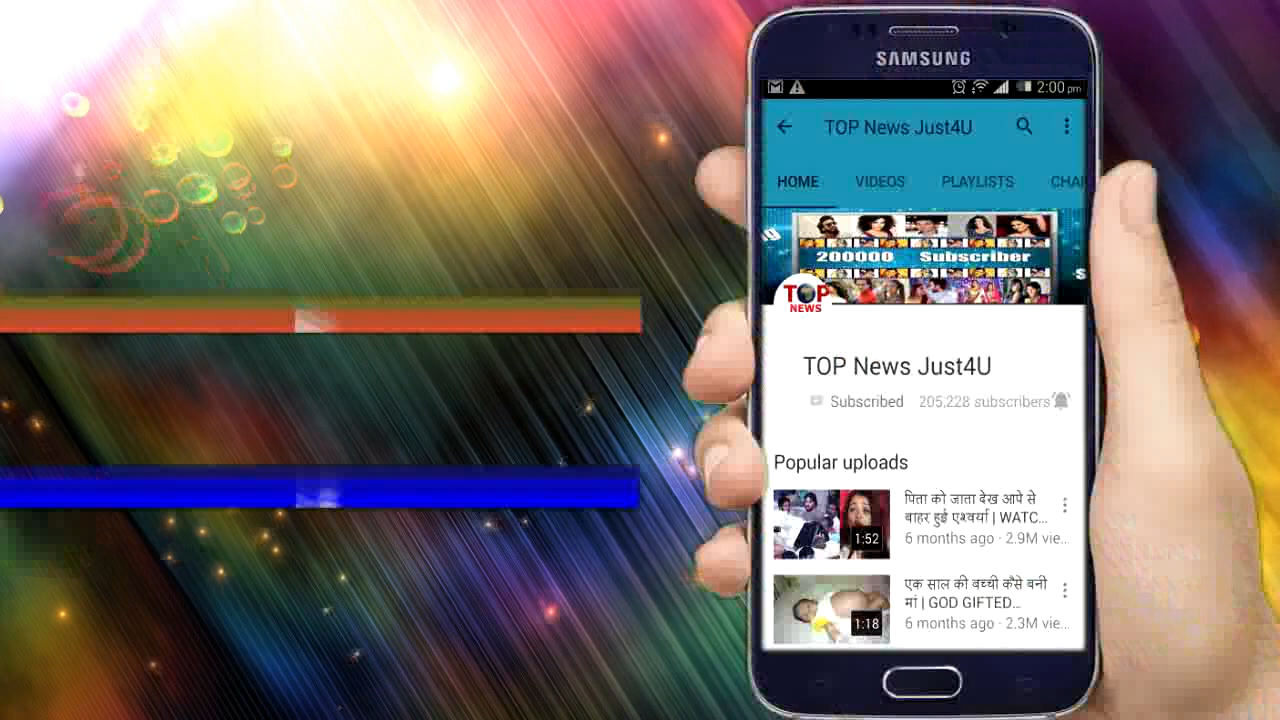 SAMSUNG
2:00 pm
TOP News Just4U
HOME VIDEOS PLAYLISTS CHA
200000 Subscriber
TOP
NEWS
TOP News Just4U
Subscribed 205,228 subscribers
Popular uploads
पिता को जाता देख आपे से
बाहर हुई एश्वर्या | WATC...
1:52
6 months ago · 2.9M vie...
एक साल की बच्ची कैसे बनी
मां | GOD GIFTED...
1:18
6 months ago · 2.3M vie...